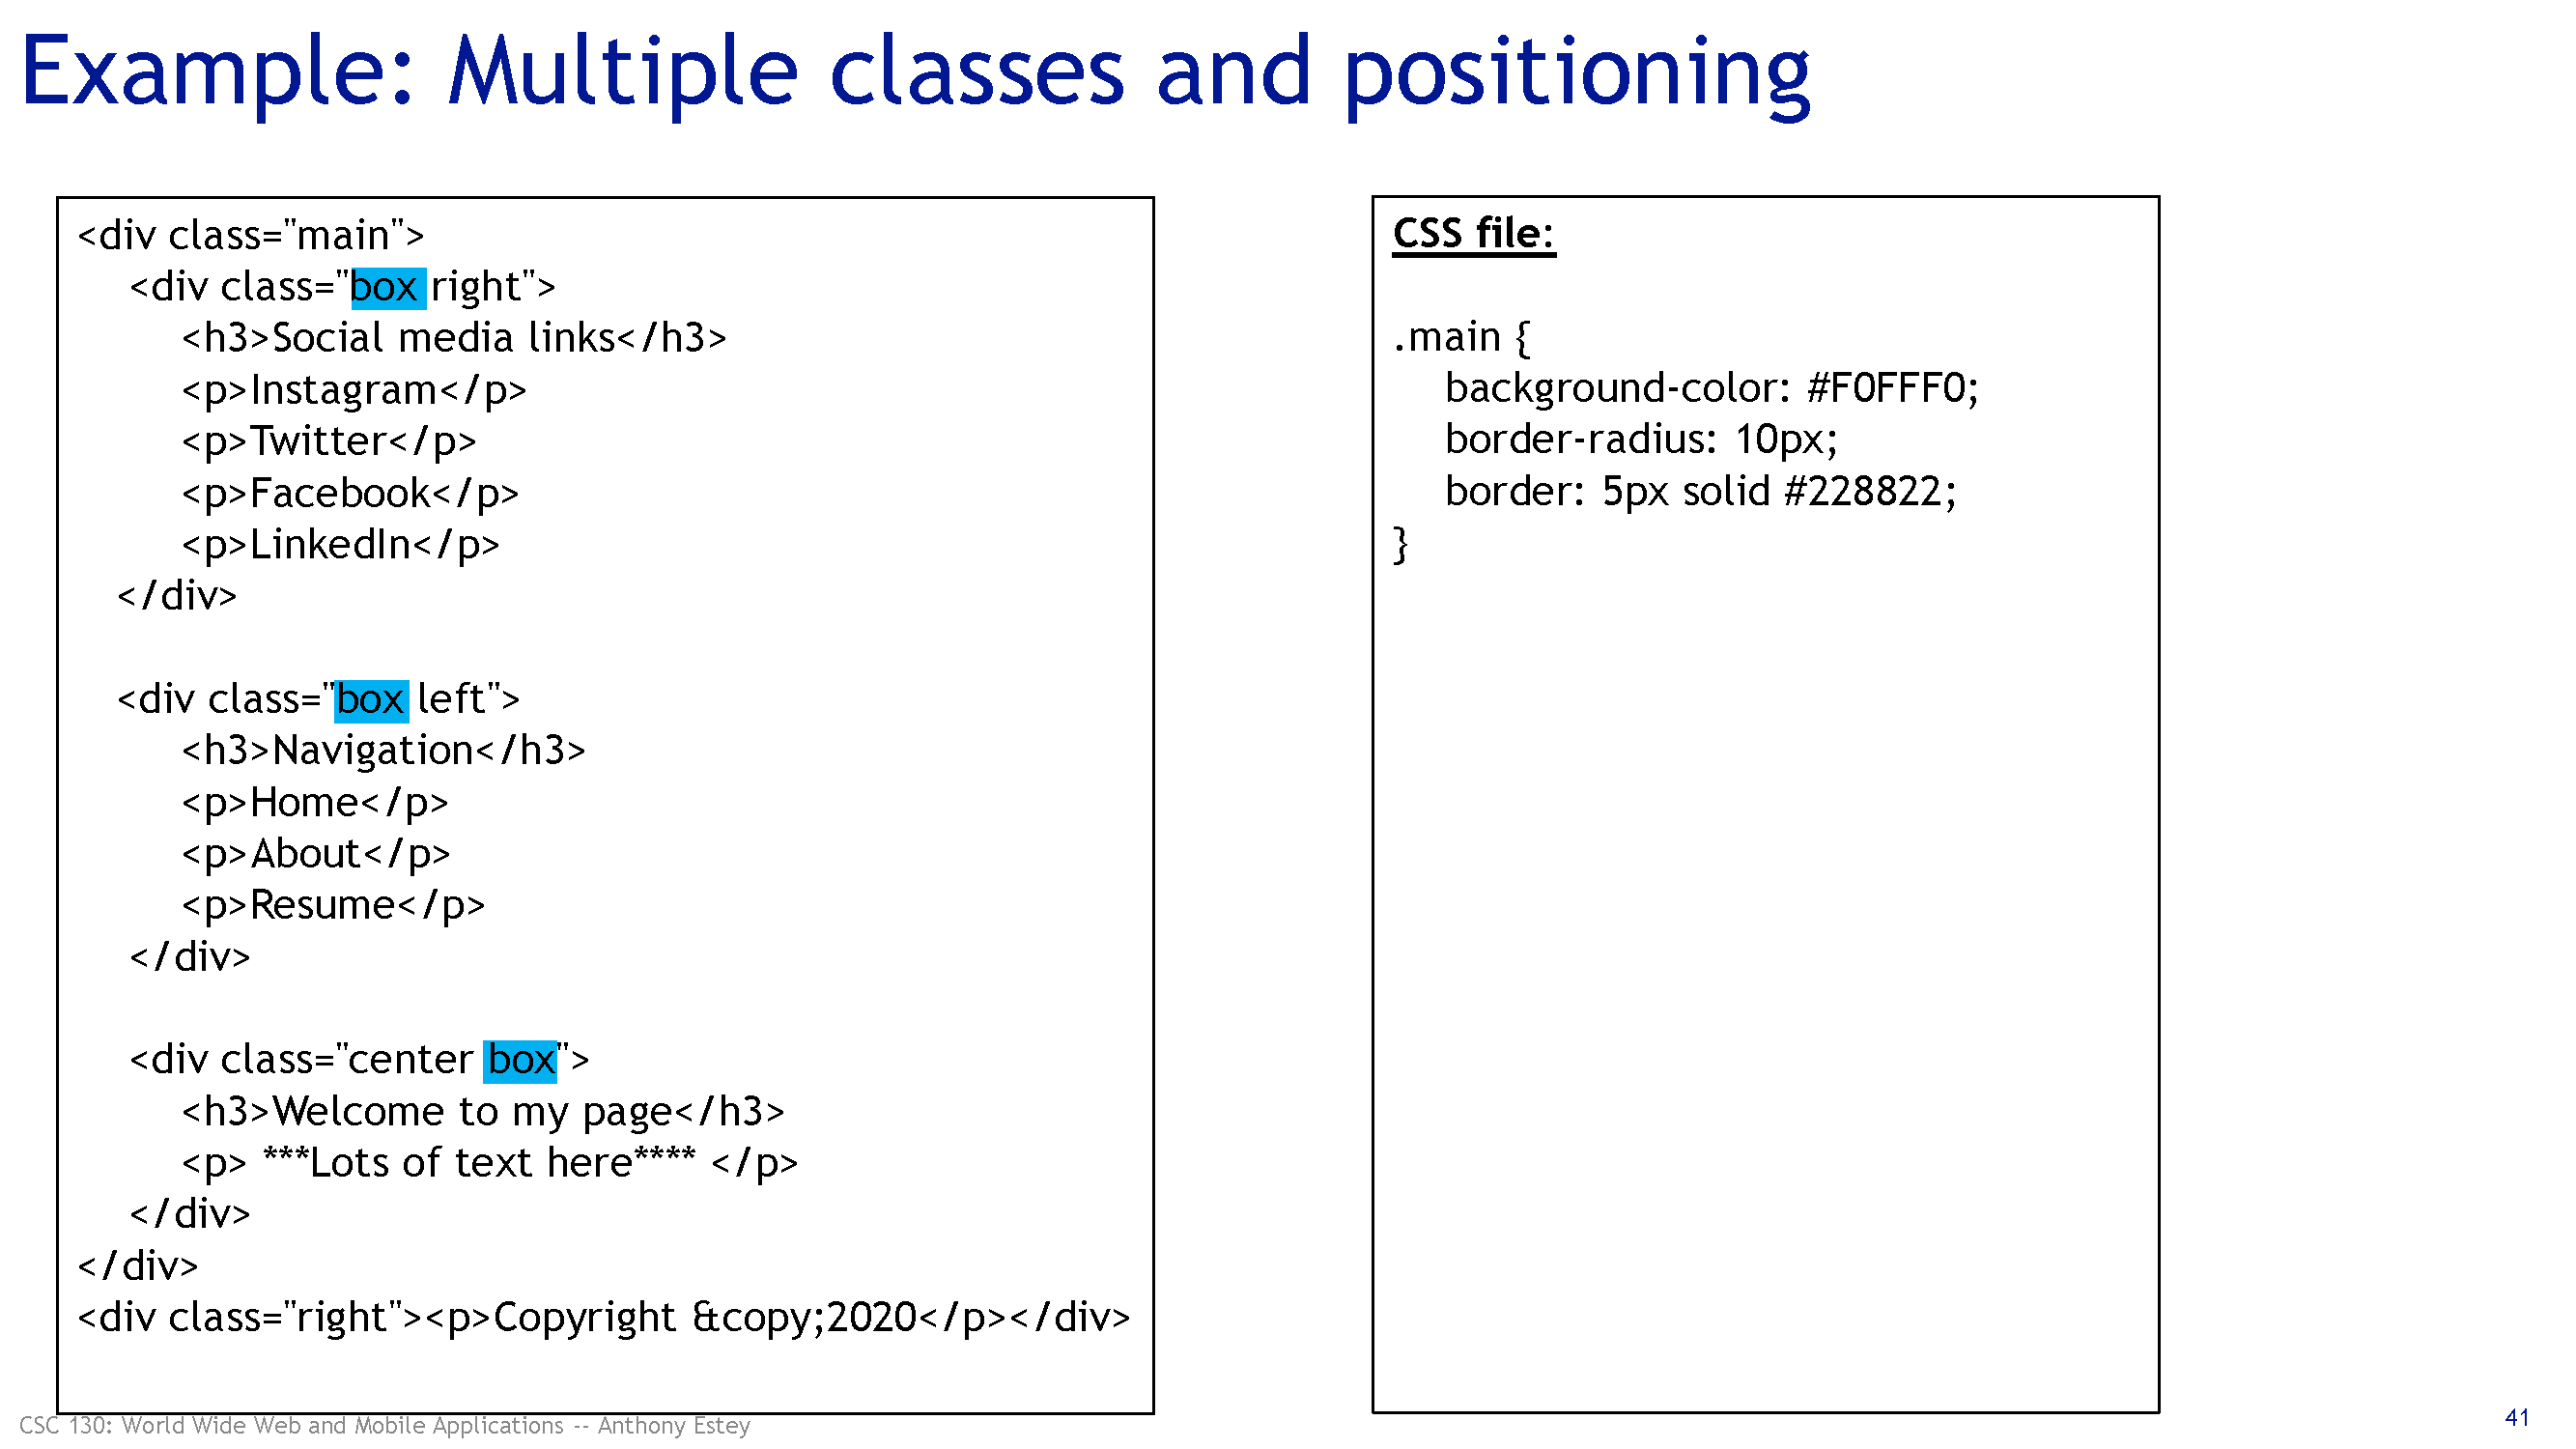 Example: Multiple classes and positioning
<div class="main">
<div class="box right">
<h3>Social media links</h3>
<p>Instagram</p>
<p>Twitter</p>
<p>Facebook</p>
<p>LinkedIn</p>
</div>
<div class="box left">
<h3>Navigation</h3>
<p>Home</p>
<p>About</p>
<p>Resume</p>
</div>
<div class="center box">
<h3>Welcome to my page</h3>
<p> ***Lots of text here**** </p>
</div>
</div>
<div class="right"><p>Copyright &copy;2020</p></div>
CSS file:
.main {
background-color: #F0FFF0;
border-radius: 10px;
border: 5px solid #228822;
}
CSC 130: World Wide Web and Mobile Applications -- Anthony Estey
41